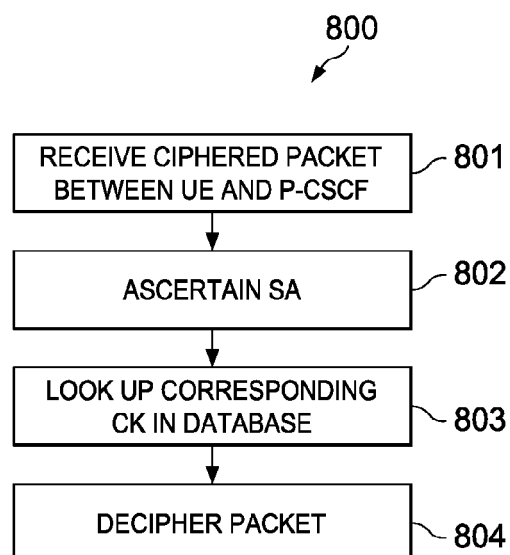 800
RECEIVE CIPHERED PACKET
BETWEEN UE AND P-CSCF
801
ASCERTAIN SA
802
LOOK UP CORRESPONDING
CK IN DATABASE
803
DECIPHER PACKET
804